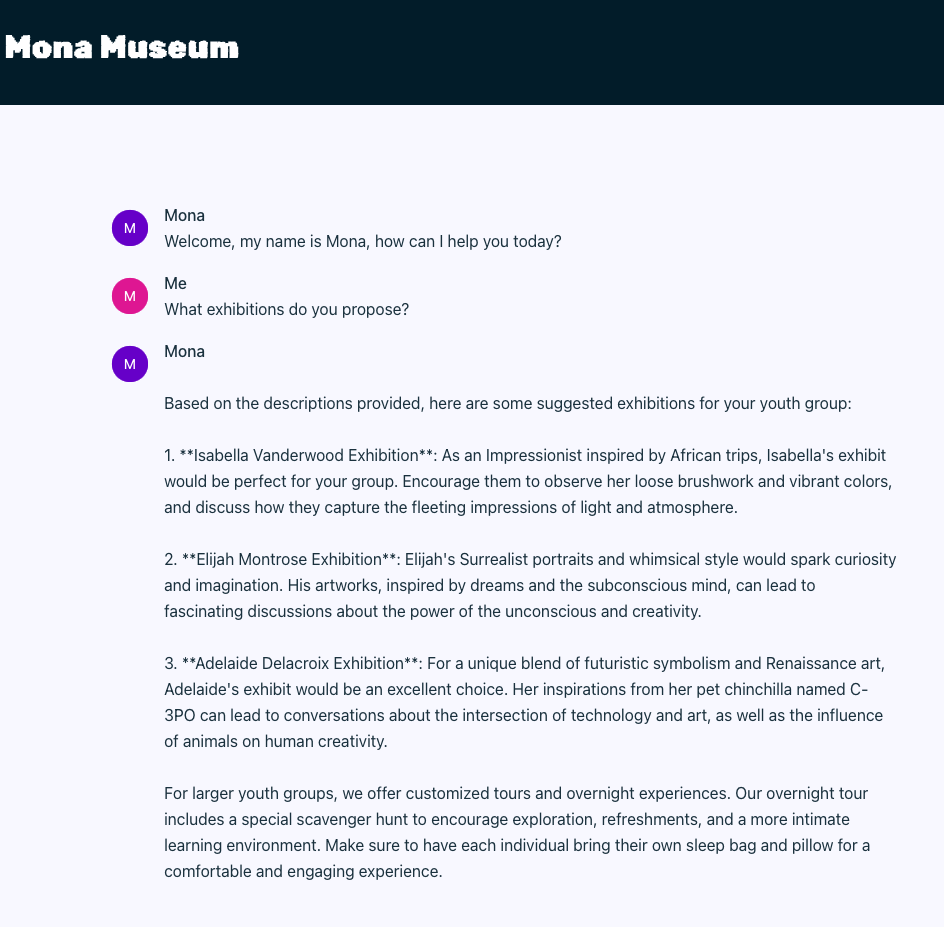 Mona Museum
M
Mona
Welcome, my name is Mona, how can I help you today?
M
Me
What exhibitions do you propose?
M
Mona
Based on the descriptions provided, here are some suggested exhibitions for your youth group:
1. **Isabella Vanderwood Exhibition**: As an Impressionist inspired by African trips, Isabella's exhibit
would be perfect for your group. Encourage them to observe her loose brushwork and vibrant colors,
and discuss how they capture the fleeting impressions of light and atmosphere.
2. **Elijah Montrose Exhibition**: Elijah's Surrealist portraits and whimsical style would spark curiosity
and imagination. His artworks, inspired by dreams and the subconscious mind, can lead to
fascinating discussions about the power of the unconscious and creativity.
3. **Adelaide Delacroix Exhibition**: For a unique blend of futuristic symbolism and Renaissance art,
Adelaide's exhibit would be an excellent choice. Her inspirations from her pet chinchilla named C-
3PO can lead to conversations about the intersection of technology and art, as well as the influence
of animals on human creativity.
For larger youth groups, we offer customized tours and overnight experiences. Our overnight tour
includes a special scavenger hunt to encourage exploration, refreshments, and a more intimate
learning environment. Make sure to have each individual bring their own sleep bag and pillow for a
comfortable and engaging experience.